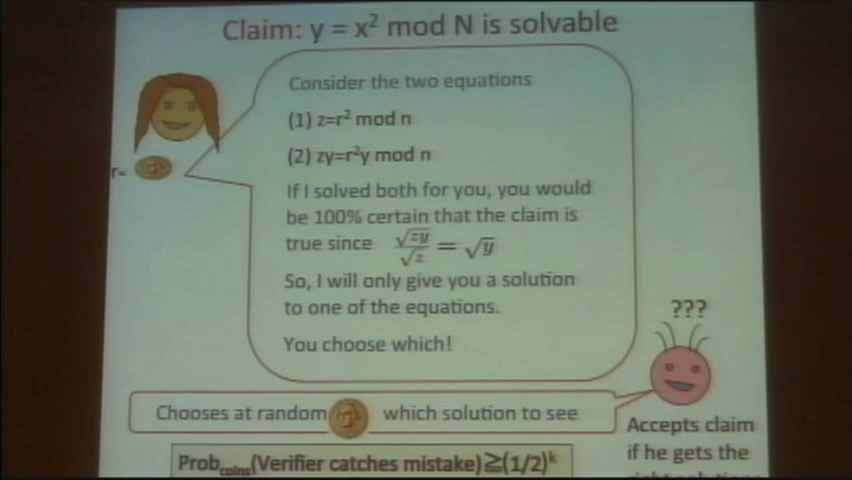 Claim: y = x² mod N is solvable
Consider the two equations
(1) z=r² mod n
(2) zy=r²y mod n
r=
If I solved both for you, you would
be 100% certain that the claim is
true since √zy/√z = √y
So, I will only give you a solution
to one of the equations.
You choose which!
???
Chooses at random which solution to see
Accepts claim
if he gets the
Prob_coins(Verifier catches mistake)≥(1/2)^k